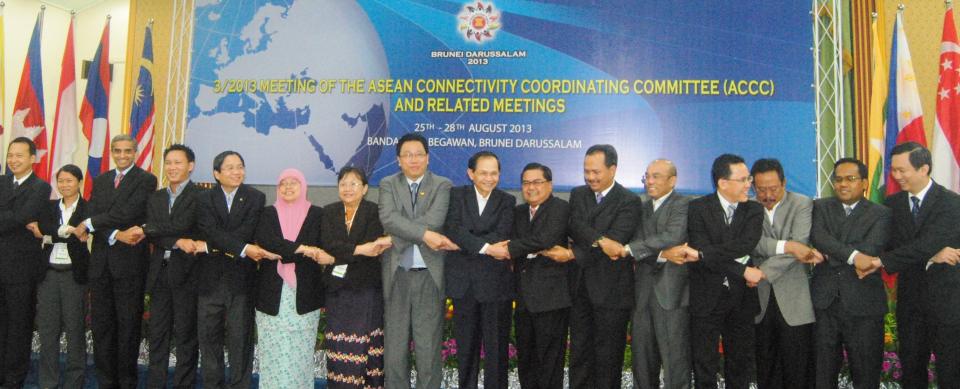 BRUNEI DARUSSALAM
2013
3/2013 MEETING OF THE ASEAN CONNECTIVITY COORDINATING COMMITTEE (ACCC)
AND RELATED MEETINGS
25TH - 28TH AUGUST 2013
BANDAR BEGAWAN, BRUNEI DARUSSALAM